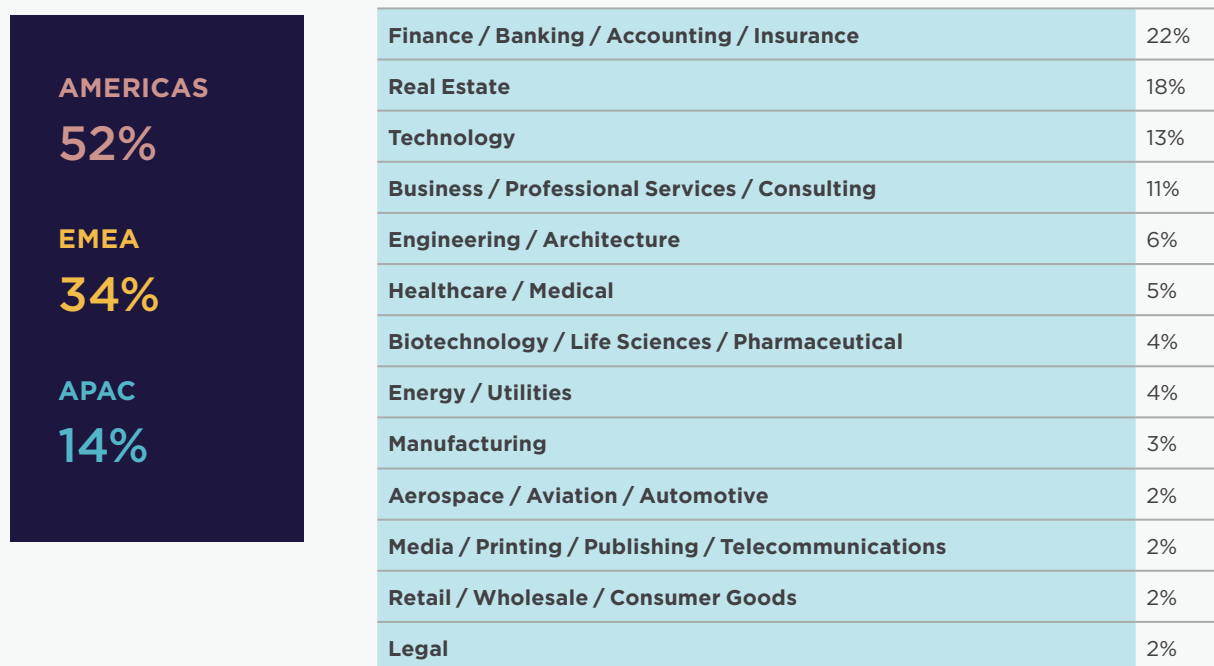 AMERICAS
52%
EMEA
34%
APAC
14%
Finance / Banking / Accounting / Insurance 22%
Real Estate 18%
Technology 13%
Business / Professional Services / Consulting 11%
Engineering / Architecture 6%
Healthcare / Medical 5%
Biotechnology / Life Sciences / Pharmaceutical 4%
Energy / Utilities 4%
Manufacturing 3%
Aerospace / Aviation / Automotive 2%
Media / Printing / Publishing / Telecommunications 2%
Retail / Wholesale / Consumer Goods 2%
Legal 2%